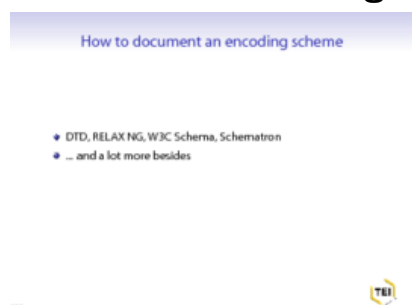 How to document an encoding scheme
DTD, RELAX NG, W3C Schema, Schematron
... and a lot more besides
TEI